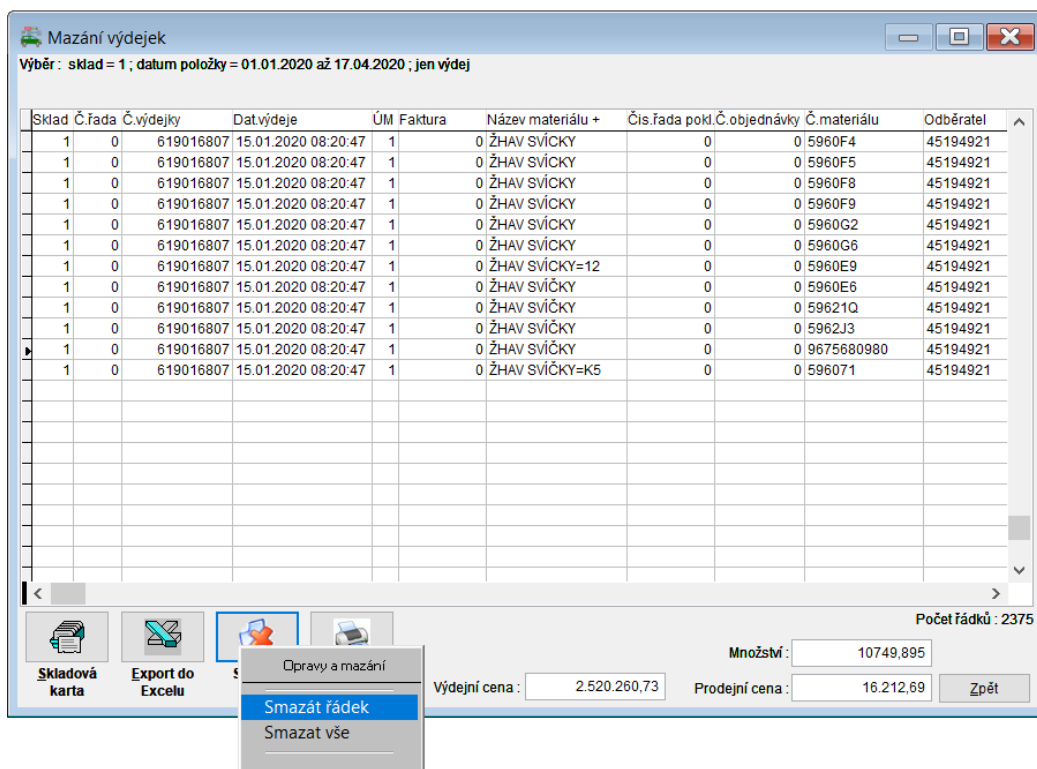 Mazání výdejek
Výběr : sklad = 1 ; datum položky = 01.01.2020 až 17.04.2020 ; jen výdej
Sklad Č.řada Č.výdejky Dat.výdeje ÚM Faktura Název materiálu + Čis.řada pokl. Č.objednávky Č.materiálu Odběratel
1 0 619016807 15.01.2020 08:20:47 1 0 ŽHAV SVÍCKY 0 0 5960F4 45194921
1 0 619016807 15.01.2020 08:20:47 1 0 ŽHAV SVÍCKY 0 0 5960F5 45194921
1 0 619016807 15.01.2020 08:20:47 1 0 ŽHAV SVÍCKY 0 0 5960F8 45194921
1 0 619016807 15.01.2020 08:20:47 1 0 ŽHAV SVÍCKY 0 0 5960F9 45194921
1 0 619016807 15.01.2020 08:20:47 1 0 ŽHAV SVÍCKY 0 0 5960G2 45194921
1 0 619016807 15.01.2020 08:20:47 1 0 ŽHAV SVÍCKY 0 0 5960G6 45194921
1 0 619016807 15.01.2020 08:20:47 1 0 ŽHAV SVÍCKY=12 0 0 5960E9 45194921
1 0 619016807 15.01.2020 08:20:47 1 0 ŽHAV SVÍČKY 0 0 5960E6 45194921
1 0 619016807 15.01.2020 08:20:47 1 0 ŽHAV SVÍČKY 0 0 59621Q 45194921
1 0 619016807 15.01.2020 08:20:47 1 0 ŽHAV SVÍČKY 0 0 5962J3 45194921
1 0 619016807 15.01.2020 08:20:47 1 0 ŽHAV SVÍČKY 0 0 9675680980 45194921
1 0 619016807 15.01.2020 08:20:47 1 0 ŽHAV SVÍČKY=K5 0 0 596071 45194921
Počet řádků : 2375
Skladová karta
Export do Excelu
S
Množství : 10749,895
Výdejní cena : 2.520.260,73
Prodejní cena : 16.212,69
Zpět
Opravy a mazání
Smazát řádek
Smazat vše